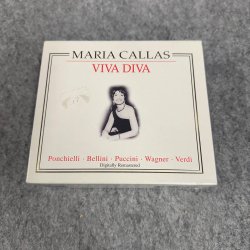 MARIA CALLAS
VIVA DIVA
Ponchielli · Bellini · Puccini · Wagner · Verdi
Digitally Remastered